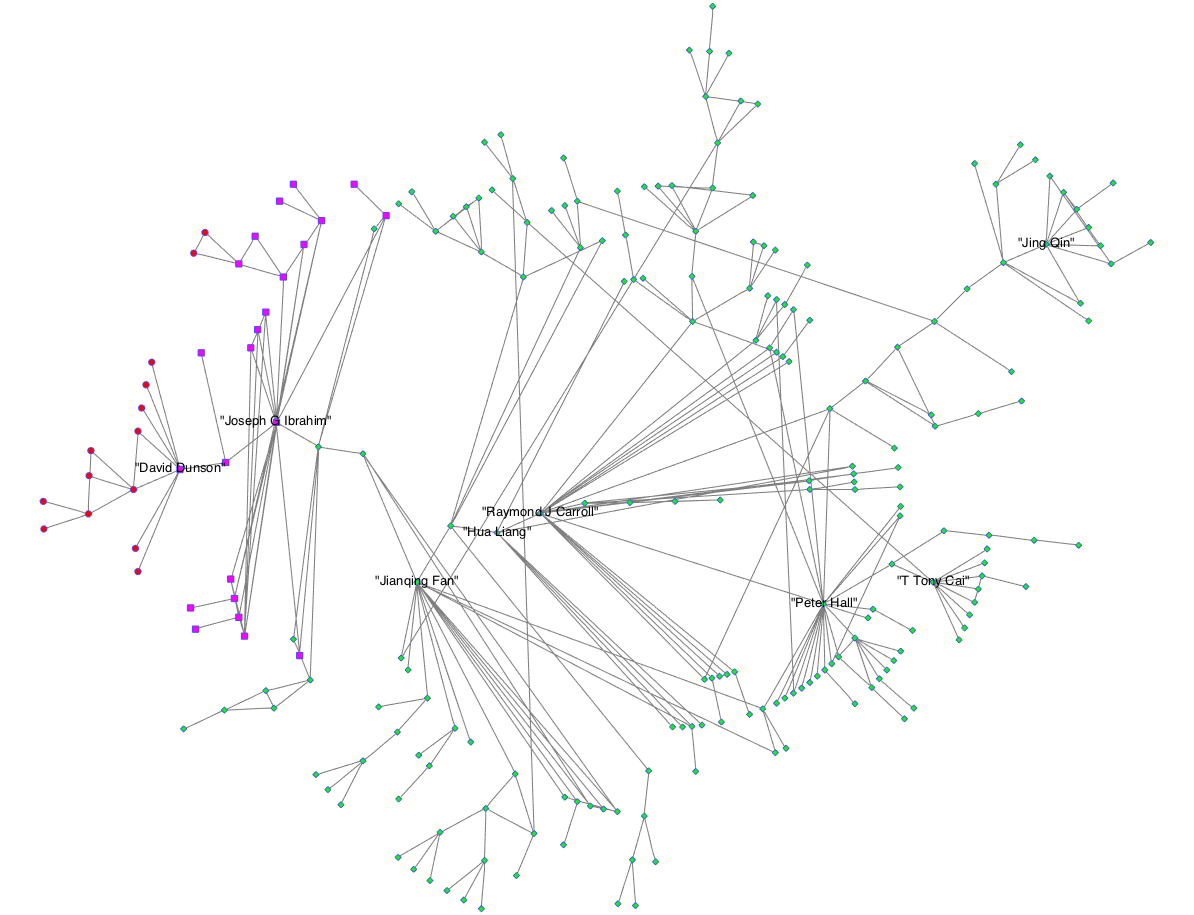 "Jing Qin"
"Joseph G Ibrahim"
"David Dunson"
"Raymond J Carroll"
"Hua Liang"
"Jianqing Fan"
"T Tony Cai"
"Peter Hall"